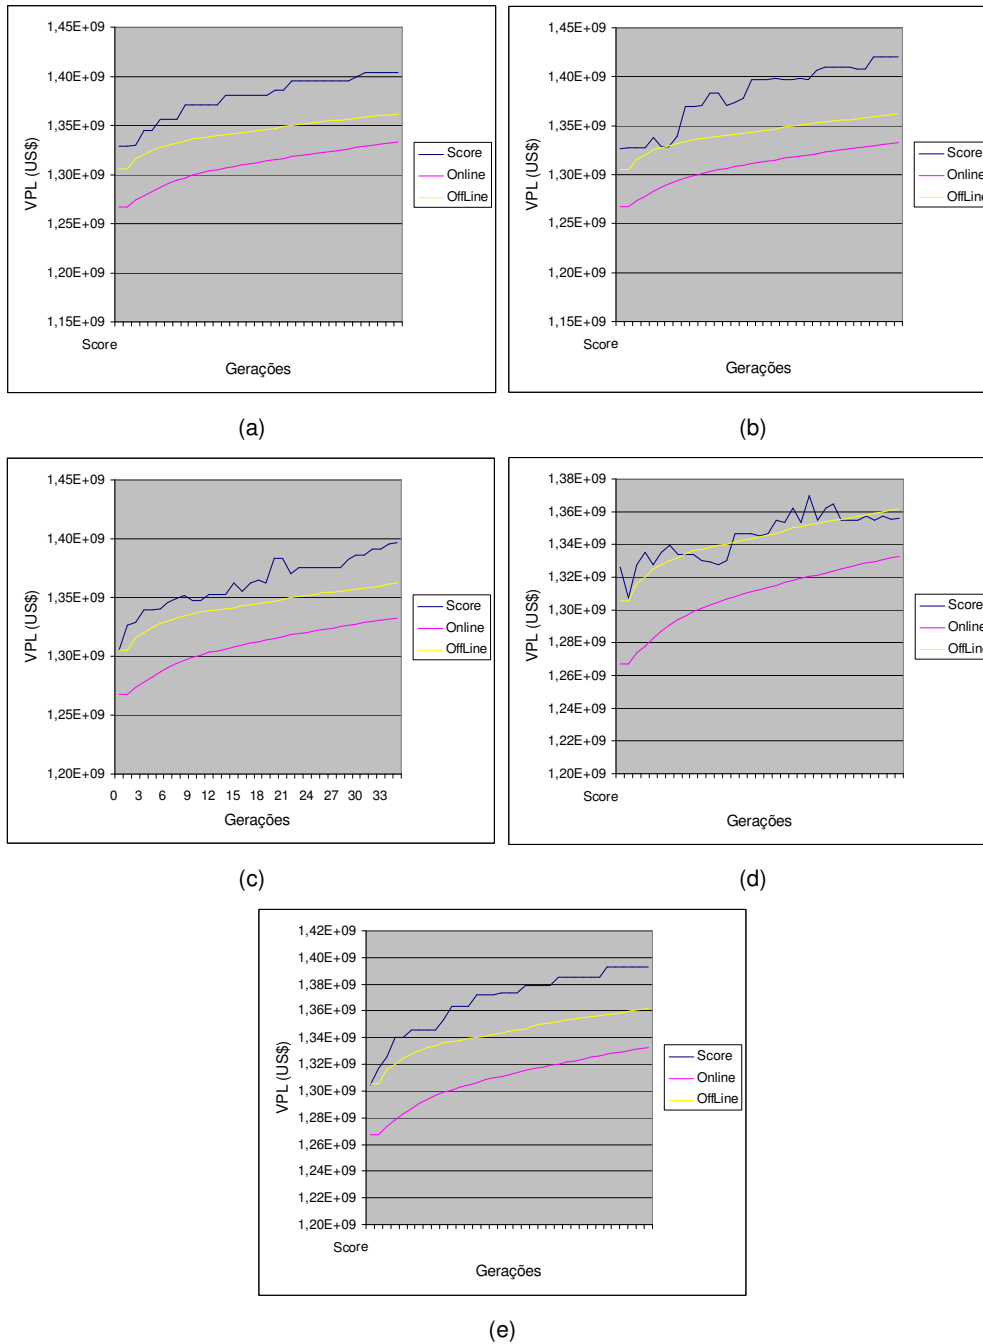 1,45E+09
1,40E+09
1,35E+09
1,30E+09
1,25E+09
1,20E+09
1,15E+09
VPL (US$)
Score
Gerações
Score
Online
OffLine
(a)
1,45E+09
1,40E+09
1,35E+09
1,30E+09
1,25E+09
1,20E+09
1,15E+09
VPL (US$)
Score
Gerações
Score
Online
OffLine
(b)
1,45E+09
1,40E+09
1,35E+09
1,30E+09
1,25E+09
1,20E+09
VPL (US$)
0 3 6 9 12 15 18 21 24 27 30 33
Gerações
Score
Online
OffLine
(c)
1,38E+09
1,36E+09
1,34E+09
1,32E+09
1,30E+09
1,28E+09
1,26E+09
1,24E+09
1,22E+09
1,20E+09
VPL (US$)
Score
Gerações
Score
Online
OffLine
(d)
1,42E+09
1,40E+09
1,38E+09
1,36E+09
1,34E+09
1,32E+09
1,30E+09
1,28E+09
1,26E+09
1,24E+09
1,22E+09
1,20E+09
VPL (US$)
Score
Gerações
Score
Online
OffLine
(e)